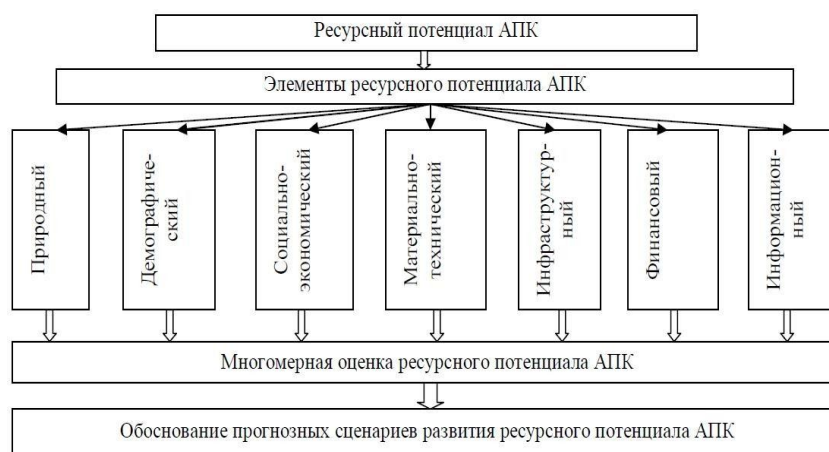 Ресурсный потенциал АПК
Элементы ресурсного потенциала АПК
Природный
Демографиче-
ский
Социально-
экономический
Материально-
технический
Инфраструктур-
ный
Финансовый
Информацион-
ный
Многомерная оценка ресурсного потенциала АПК
Обоснование прогнозных сценариев развития ресурсного потенциала АПК